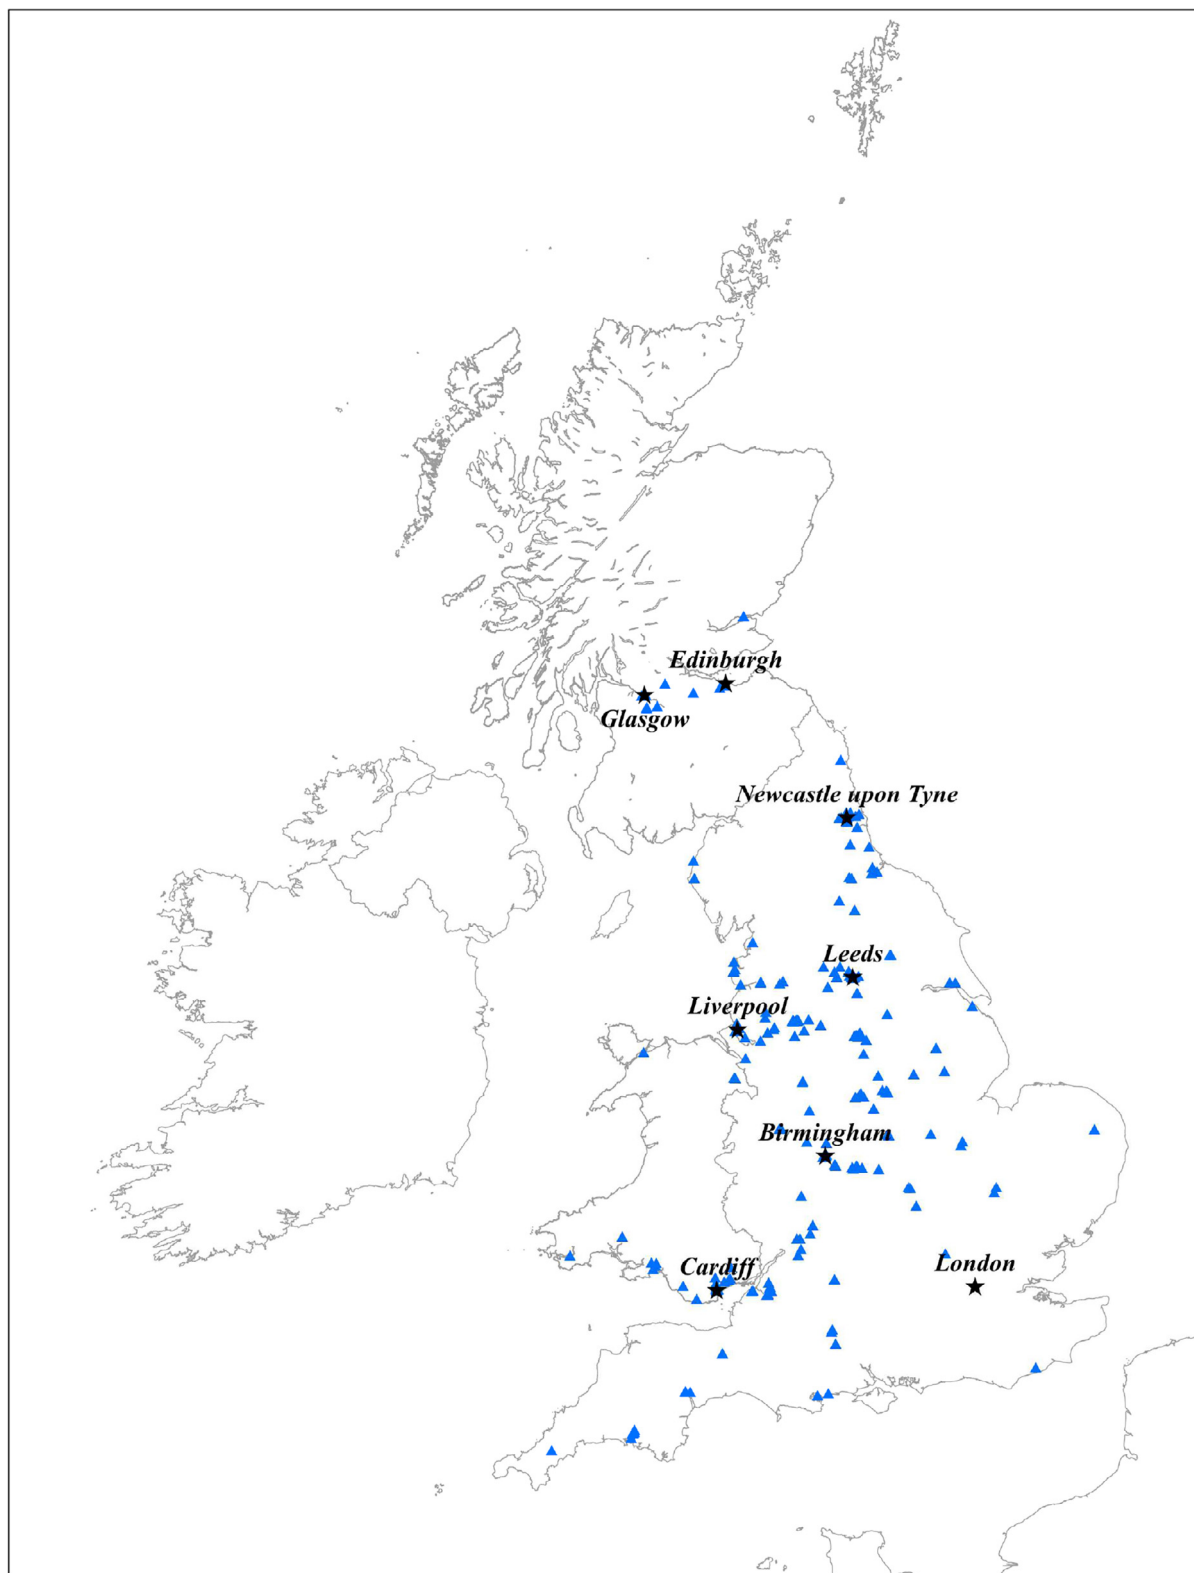 Edinburgh
Glasgow
Newcastle upon Tyne
Leeds
Liverpool
Birmingham
Cardiff
London